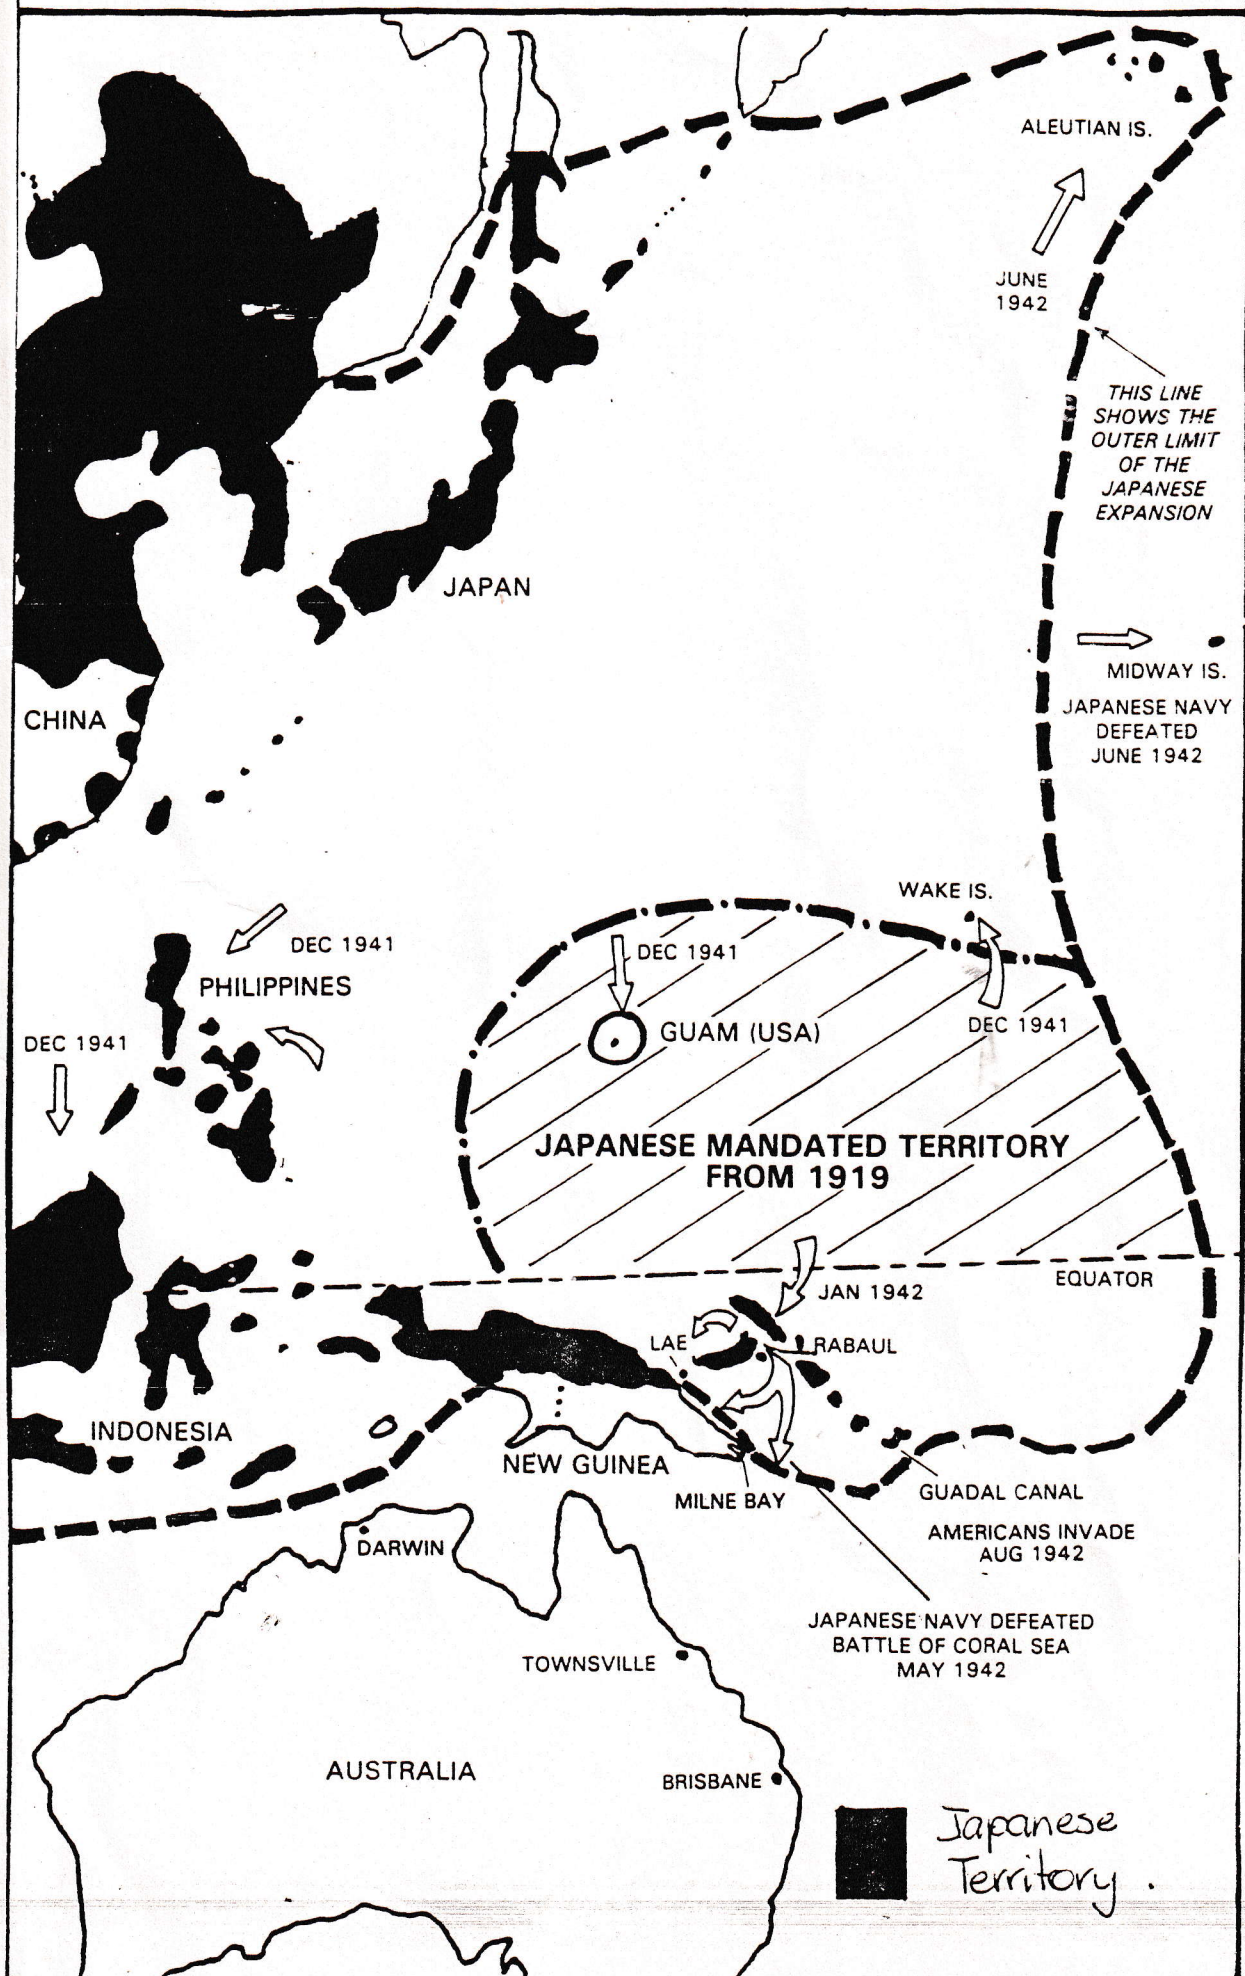 ALEUTIAN IS.
JUNE
1942
THIS LINE
SHOWS THE
OUTER LIMIT
OF THE
JAPANESE
EXPANSION
JAPAN
MIDWAY IS.
JAPANESE NAVY
DEFEATED
JUNE 1942
CHINA
WAKE IS.
DEC 1941
PHILIPPINES
DEC 1941
DEC 1941
GUAM (USA)
DEC 1941
JAPANESE MANDATED TERRITORY
FROM 1919
EQUATOR
JAN 1942
LAE
RABAUL
INDONESIA
NEW GUINEA
MILNE BAY
GUADAL CANAL
AMERICANS INVADE
AUG 1942
DARWIN
JAPANESE NAVY DEFEATED
BATTLE OF CORAL SEA
MAY 1942
TOWNSVILLE
AUSTRALIA
BRISBANE
Japanese
Territory.